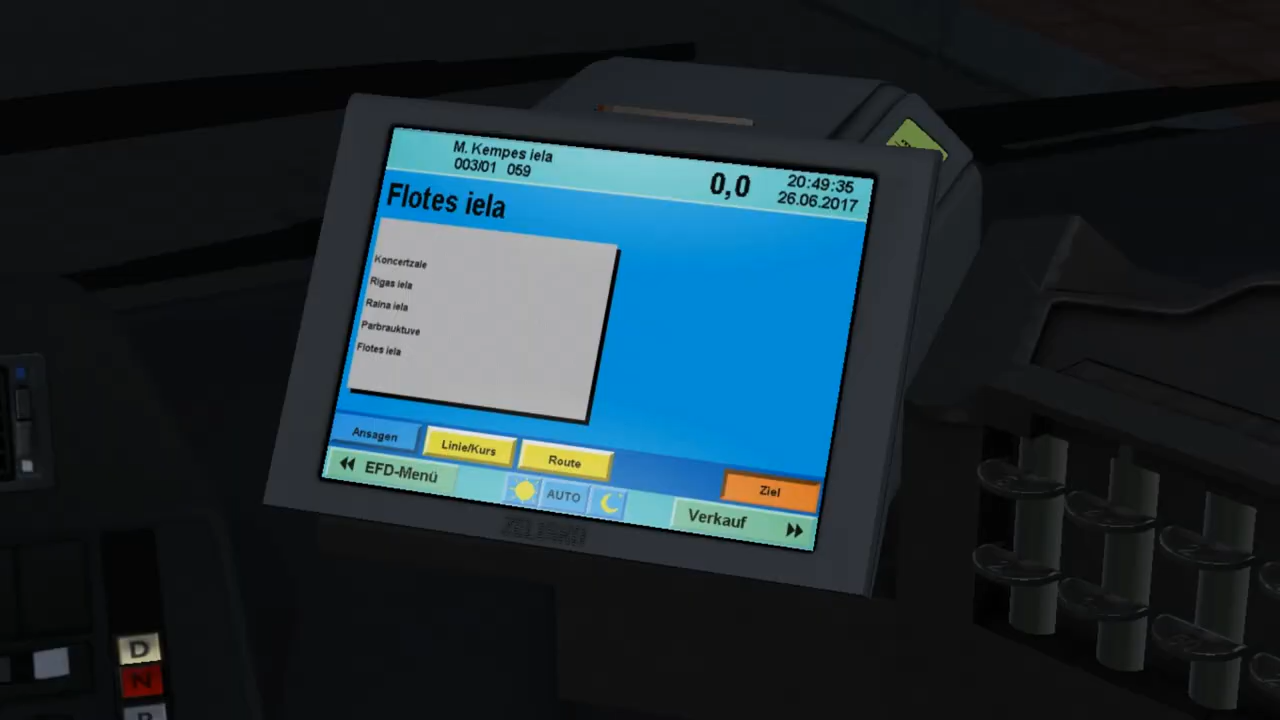 M. Kempes iela
003/01 059
0,0
20:49:35
26.06.2017
Flotes iela
Koncertzale
Rigas iela
Raina iela
Parbrauktuve
Flotes iela
Ansagen
Linie/Kurs
Route
Ziel
EFD-Menü
AUTO
Verkauf
D
N